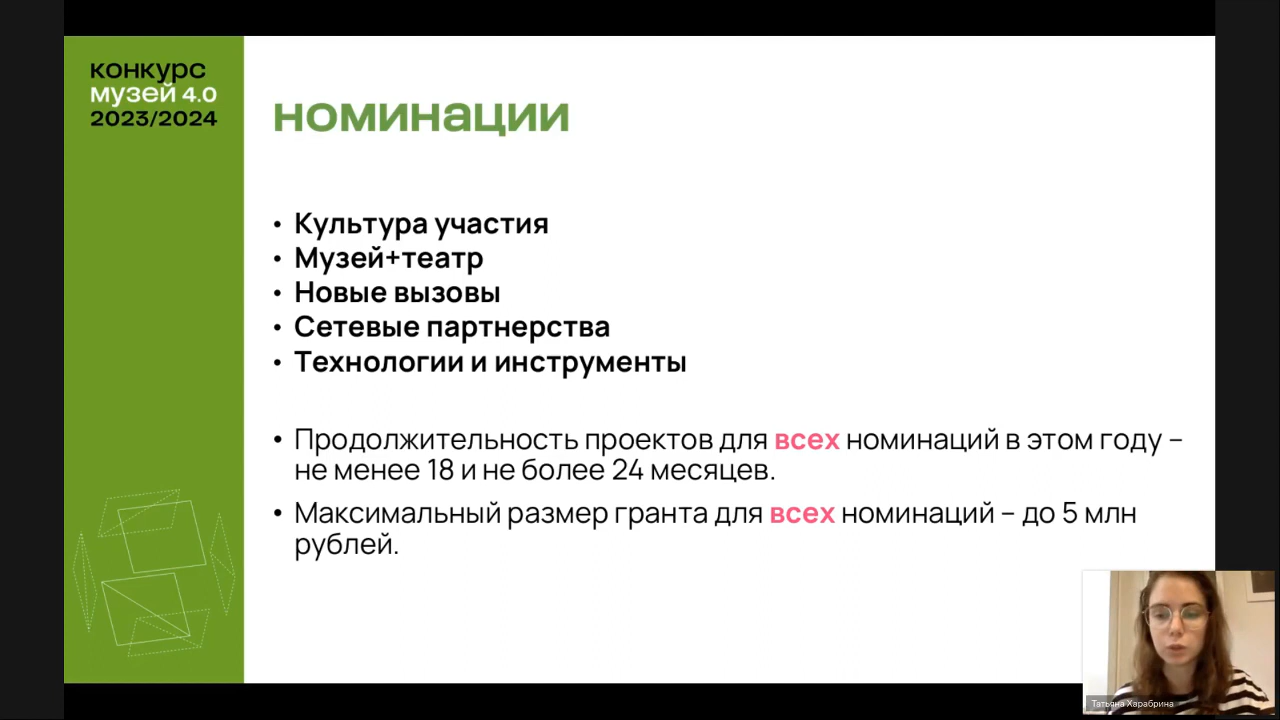 конкурс
музей 4.0
2023/2024
номинации
• Культура участия
• Музей+театр
• Новые вызовы
• Сетевые партнерства
• Технологии и инструменты
• Продолжительность проектов для всех номинаций в этом году –
не менее 18 и не более 24 месяцев.
• Максимальный размер гранта для всех номинаций – до 5 млн
рублей.
Татьяна Харабрина